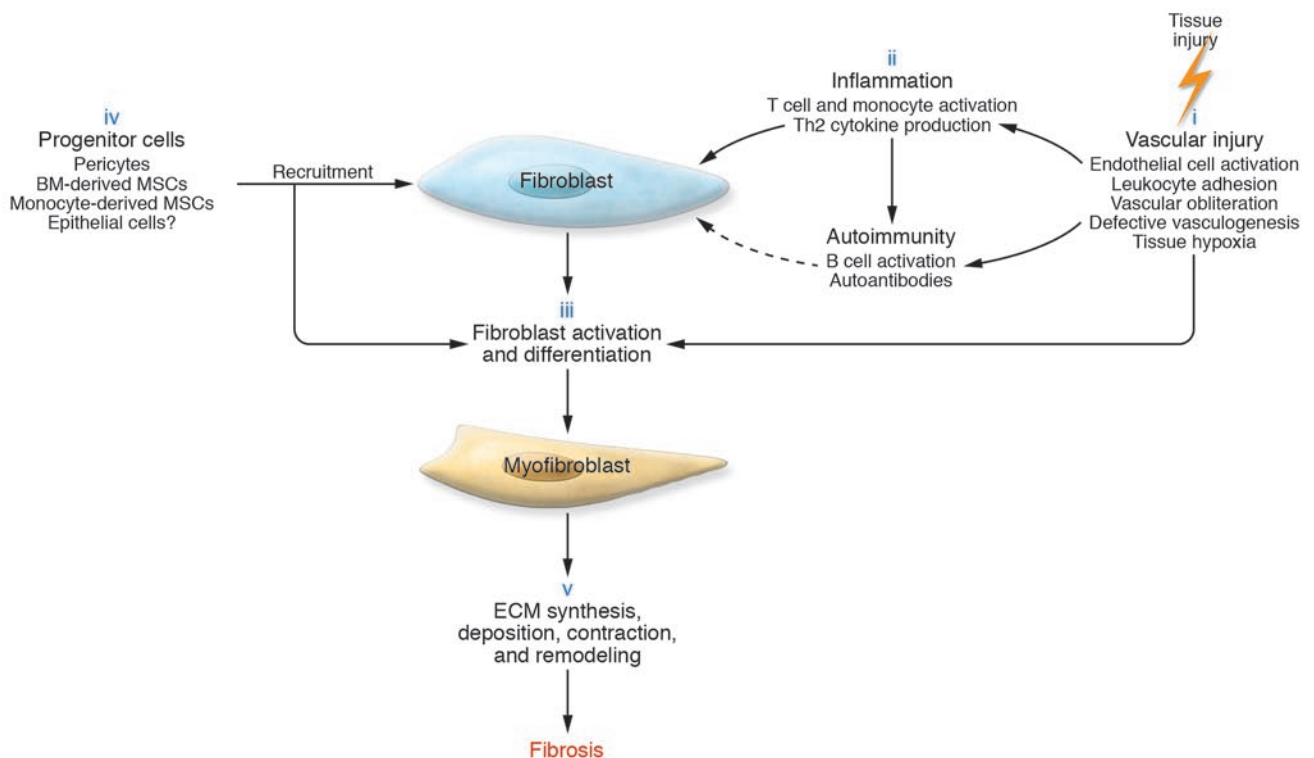 Tissue
injury
i
Vascular injury
Endothelial cell activation
Leukocyte adhesion
Vascular obliteration
Defective vasculogenesis
Tissue hypoxia
ii
Inflammation
T cell and monocyte activation
Th2 cytokine production
Autoimmunity
B cell activation
Autoantibodies
iv
Progenitor cells
Pericytes
BM-derived MSCs
Monocyte-derived MSCs
Epithelial cells?
Recruitment
Fibroblast
iii
Fibroblast activation
and differentiation
Myofibroblast
v
ECM synthesis,
deposition, contraction,
and remodeling
Fibrosis